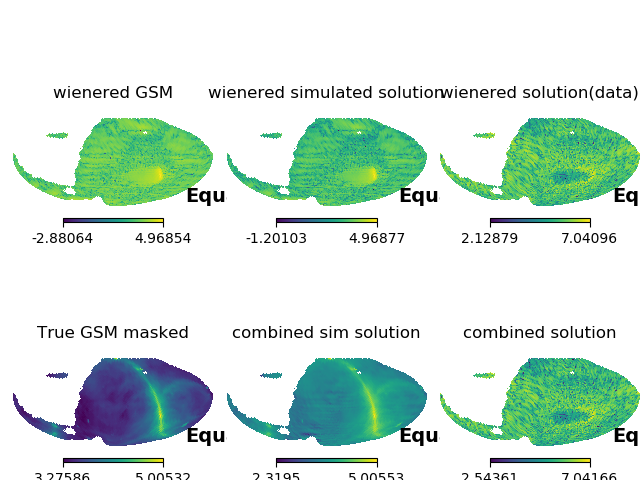 wienered GSM
wienered simulated solution
wienered solution(data)
Equ
Equ
Eq
-2.88064 4.96854
-1.20103 4.96877
2.12879 7.04096
True GSM masked
combined sim solution
combined solution
Equ
Equ
Eq
3.27586 5.00532
2.3195 5.00553
2.54361 7.04166